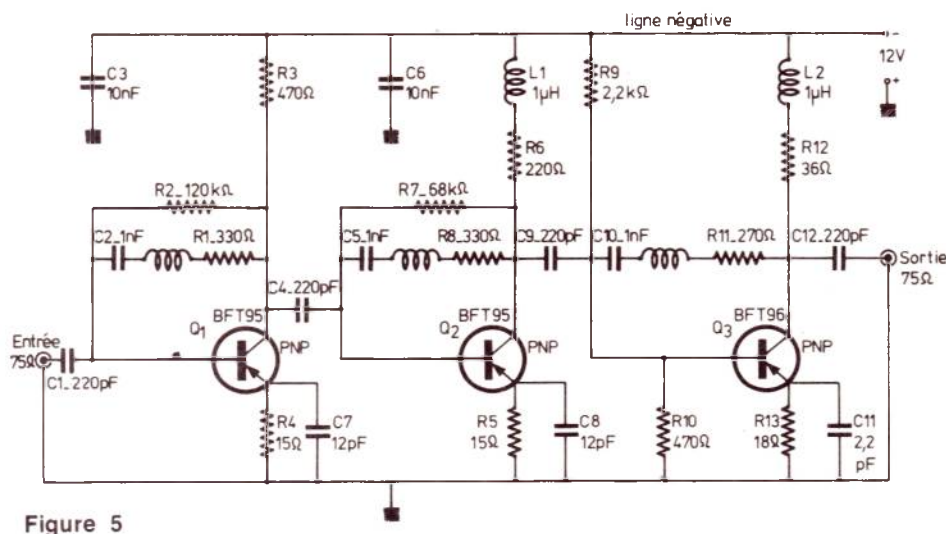 ligne négative
C3
10nF
R3
470Ω
C6
10nF
L1
1µH
R9
2,2kΩ
L2
1µH
-
12V
+
R6
220Ω
R12
36Ω
R2_120kΩ
R7_68kΩ
C2_1nF
R1_330Ω
C5_1nF
R8_330Ω
C9_220pF
C10_1nF
R11_270Ω
C12_220pF
C4_220pF
Sortie
75Ω
Entrée
75Ω
C1_220pF
Q1
BFT95
PNP
Q2
BFT95
PNP
Q3
BFT96
PNP
R4
15Ω
C7
12pF
R5
15Ω
C8
12pF
R10
470Ω
R13
18Ω
C11
2,2
pF
Figure 5